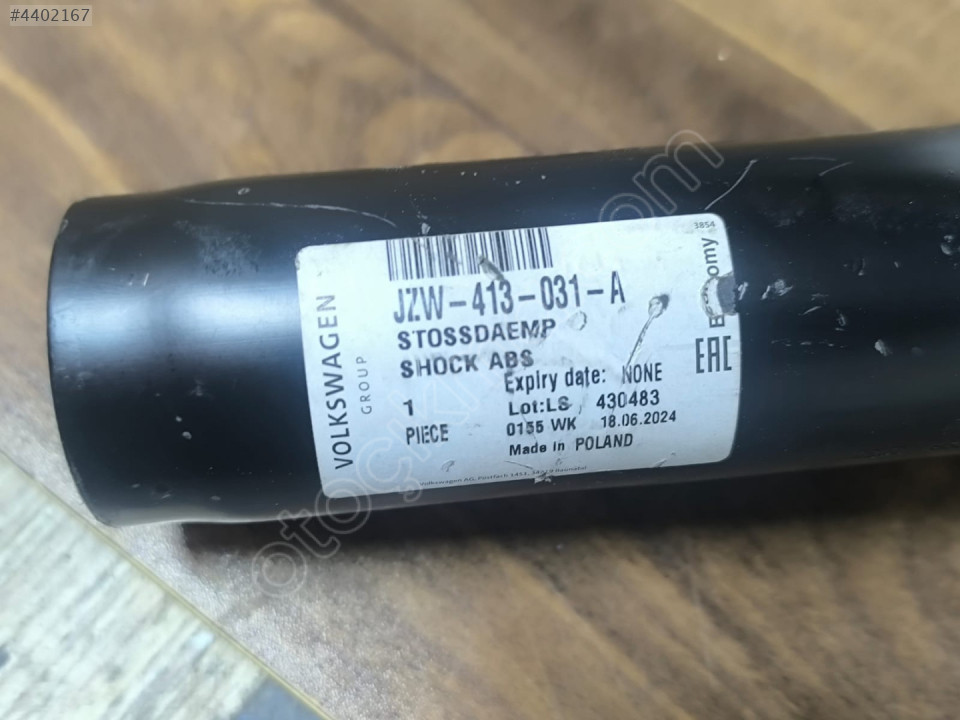 #4402167
3854
VOLKSWAGEN
GROUP
JZW-413-031-A
STOSSDAEMP
SHOCK ABS
Expiry date: NONE
1
PIECE
Lot:LS 430483
0155 WK 18.06.2024
Made in POLAND
EAC